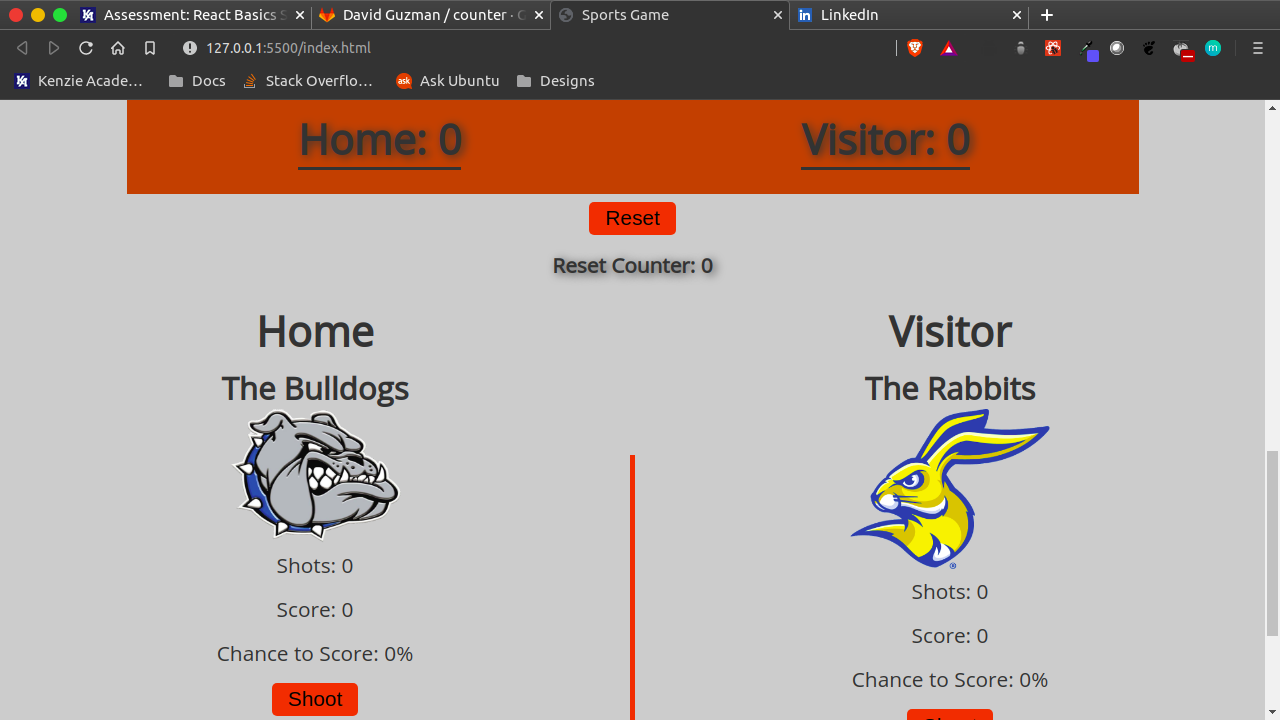 Assessment: React Basics S
David Guzman / counter · G
Sports Game
LinkedIn
127.0.0.1:5500/index.html
Kenzie Acade…
Docs
Stack Overflo…
ask
Ask Ubuntu
Designs
Home: 0
Visitor: 0
Reset
Reset Counter: 0
Home
Visitor
The Bulldogs
The Rabbits
Shots: 0
Score: 0
Chance to Score: 0%
Shoot
Shots: 0
Score: 0
Chance to Score: 0%
Shoot